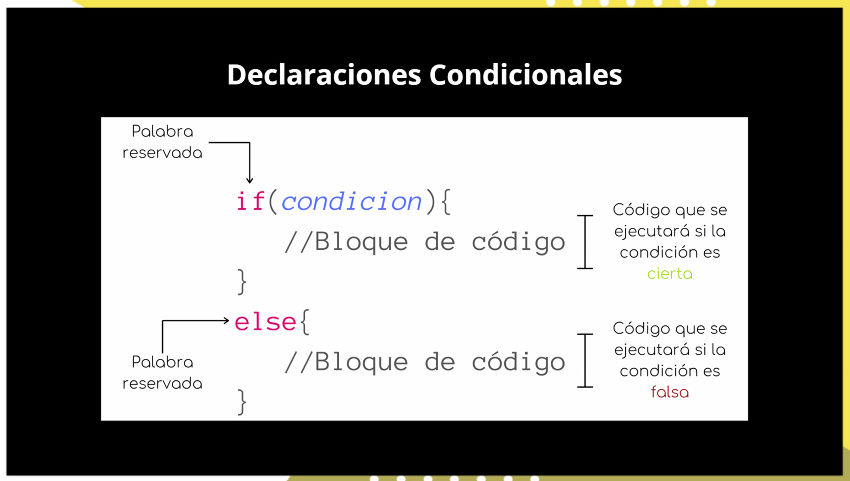 Declaraciones Condicionales
Palabra
reservada
if(condicion){
//Bloque de código
}
Código que se
ejecutará si la
condición es
cierta
else{
//Bloque de código
}
Palabra
reservada
Código que se
ejecutará si la
condición es
falsa